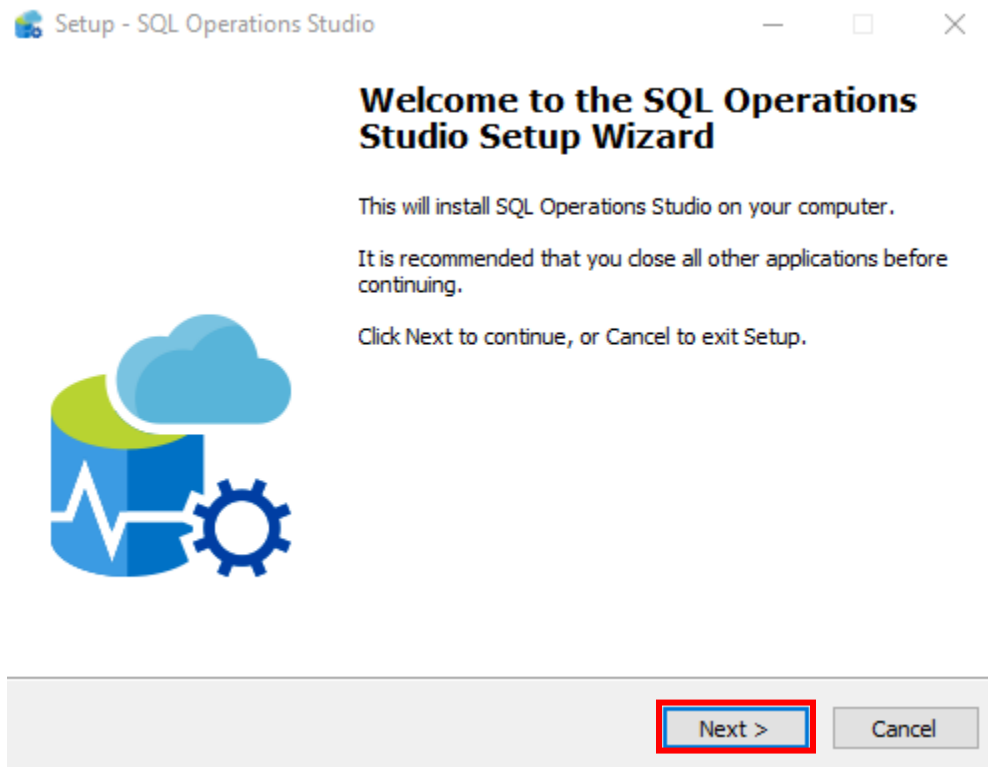 Setup - SQL Operations Studio
Welcome to the SQL Operations
Studio Setup Wizard
This will install SQL Operations Studio on your computer.
It is recommended that you close all other applications before
continuing.
Click Next to continue, or Cancel to exit Setup.
Next >
Cancel